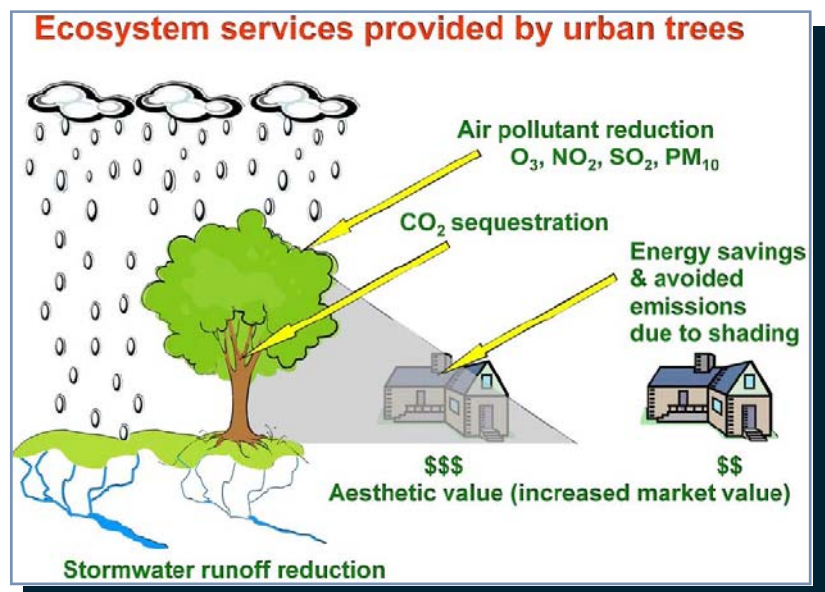 Ecosystem services provided by urban trees
Air pollutant reduction
O₃, NO₂, SO₂, PM₁₀
CO₂ sequestration
Energy savings
& avoided
emissions
due to shading
$$$
$$
Aesthetic value (increased market value)
Stormwater runoff reduction